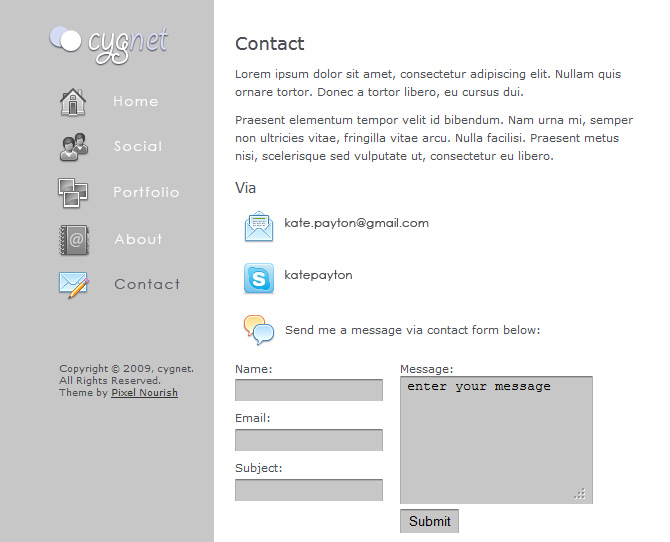 cygnet
Home
Social
Portfolio
About
Contact
Copyright © 2009, cygnet.
All Rights Reserved.
Theme by Pixel Nourish
Contact
Lorem ipsum dolor sit amet, consectetur adipiscing elit. Nullam quis
ornare tortor. Donec a tortor libero, eu cursus dui.
Praesent elementum tempor velit id bibendum. Nam urna mi, semper
non ultricies vitae, fringilla vitae arcu. Nulla facilisi. Praesent metus
nisi, scelerisque sed vulputate ut, consectetur eu libero.
Via
kate.payton@gmail.com
katepayton
Send me a message via contact form below:
Name:
Email:
Subject:
Message:
enter your message
Submit